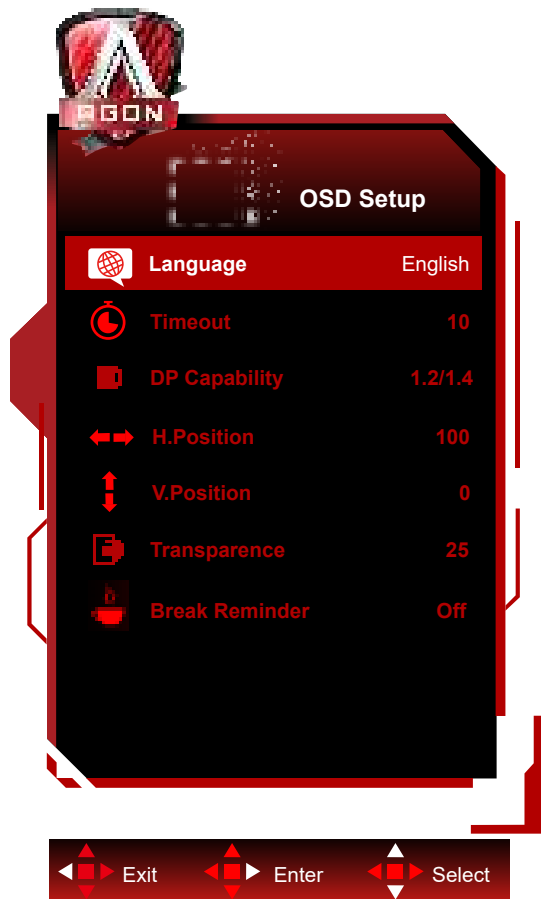 AGON
OSD Setup
Language English
Timeout 10
DP Capability 1.2/1.4
H.Position 100
V.Position 0
Transparence 25
Break Reminder Off
Exit Enter Select